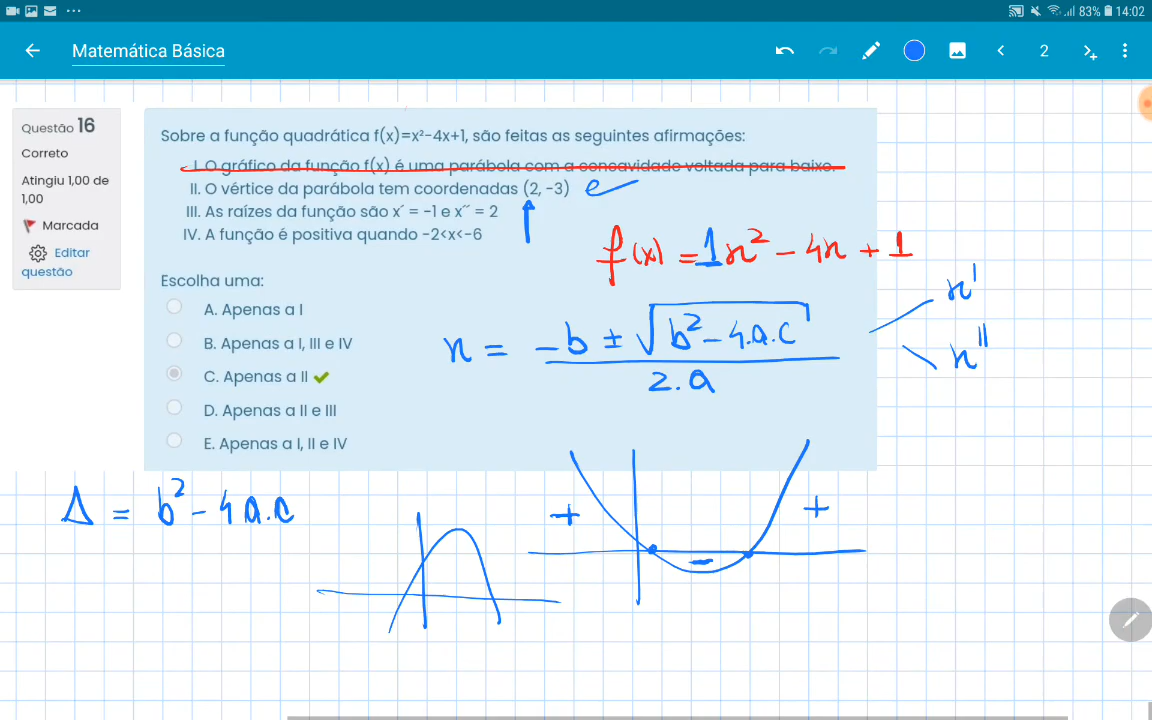 83% 14:02
Matemática Básica
2
Questão 16
Correto
Atingiu 1,00 de
1,00
Marcada
Editar
questão
Sobre a função quadrática f(x)=x²-4x+1, são feitas as seguintes afirmações:
I. O gráfico da função f(x) é uma parábola com a concavidade voltada para baixo.
II. O vértice da parábola tem coordenadas (2, -3)
III. As raízes da função são x´ = -1 e x´´ = 2
IV. A função é positiva quando -2<x<-6
Escolha uma:
A. Apenas a I
B. Apenas a I, III e IV
C. Apenas a II
D. Apenas a II e III
E. Apenas a I, II e IV
f(x) = 1x² - 4x + 1
x = -b ± √b² - 4.a.c
2.a
x'
x''
Δ = b² - 4a.c
+ - +